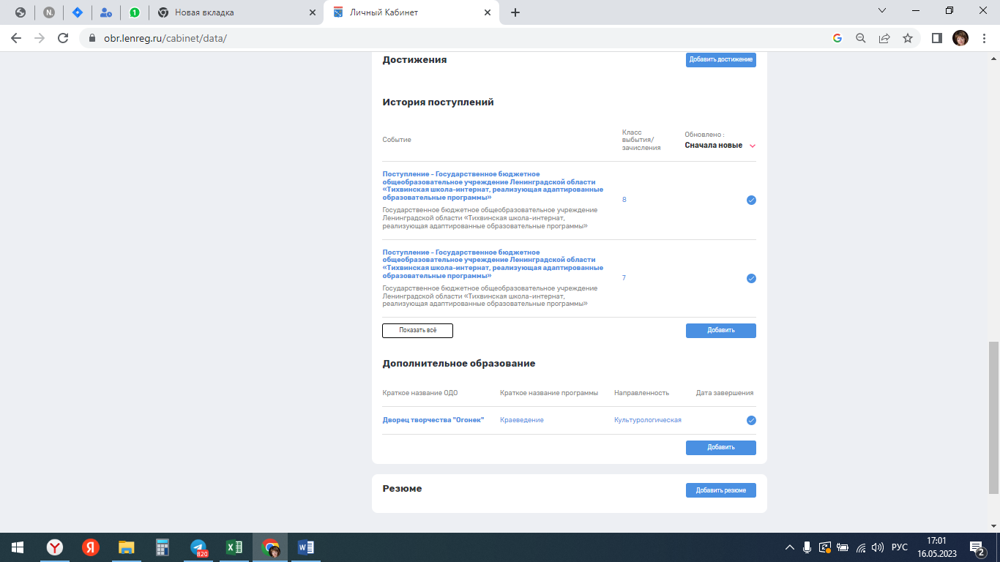 N.
1
Новая вкладка
Личный Кабинет
obr.lenreg.ru/cabinet/data/
Достижения
Добавить достижение
История поступлений
Событие
Класс
выбытия/
зачисления
Обновлено :
Сначала новые
Поступление - Государственное бюджетное
общеобразовательное учреждение Ленинградской области
«Тихвинская школа-интернат, реализующая адаптированные
образовательные программы»
8
Государственное бюджетное общеобразовательное учреждение
Ленинградской области «Тихвинская школа-интернат,
реализующая адаптированные образовательные программы»
Поступление - Государственное бюджетное
общеобразовательное учреждение Ленинградской области
«Тихвинская школа-интернат, реализующая адаптированные
образовательные программы»
7
Государственное бюджетное общеобразовательное учреждение
Ленинградской области «Тихвинская школа-интернат,
реализующая адаптированные образовательные программы»
Показать всё
Добавить
Дополнительное образование
Краткое название ОДО
Краткое название программы
Направленность
Дата завершения
Дворец творчества "Огонек"
Краеведение
Культурологическая
Добавить
Резюме
Добавить резюме
Я
820
РУС
17:01
16.05.2023
2